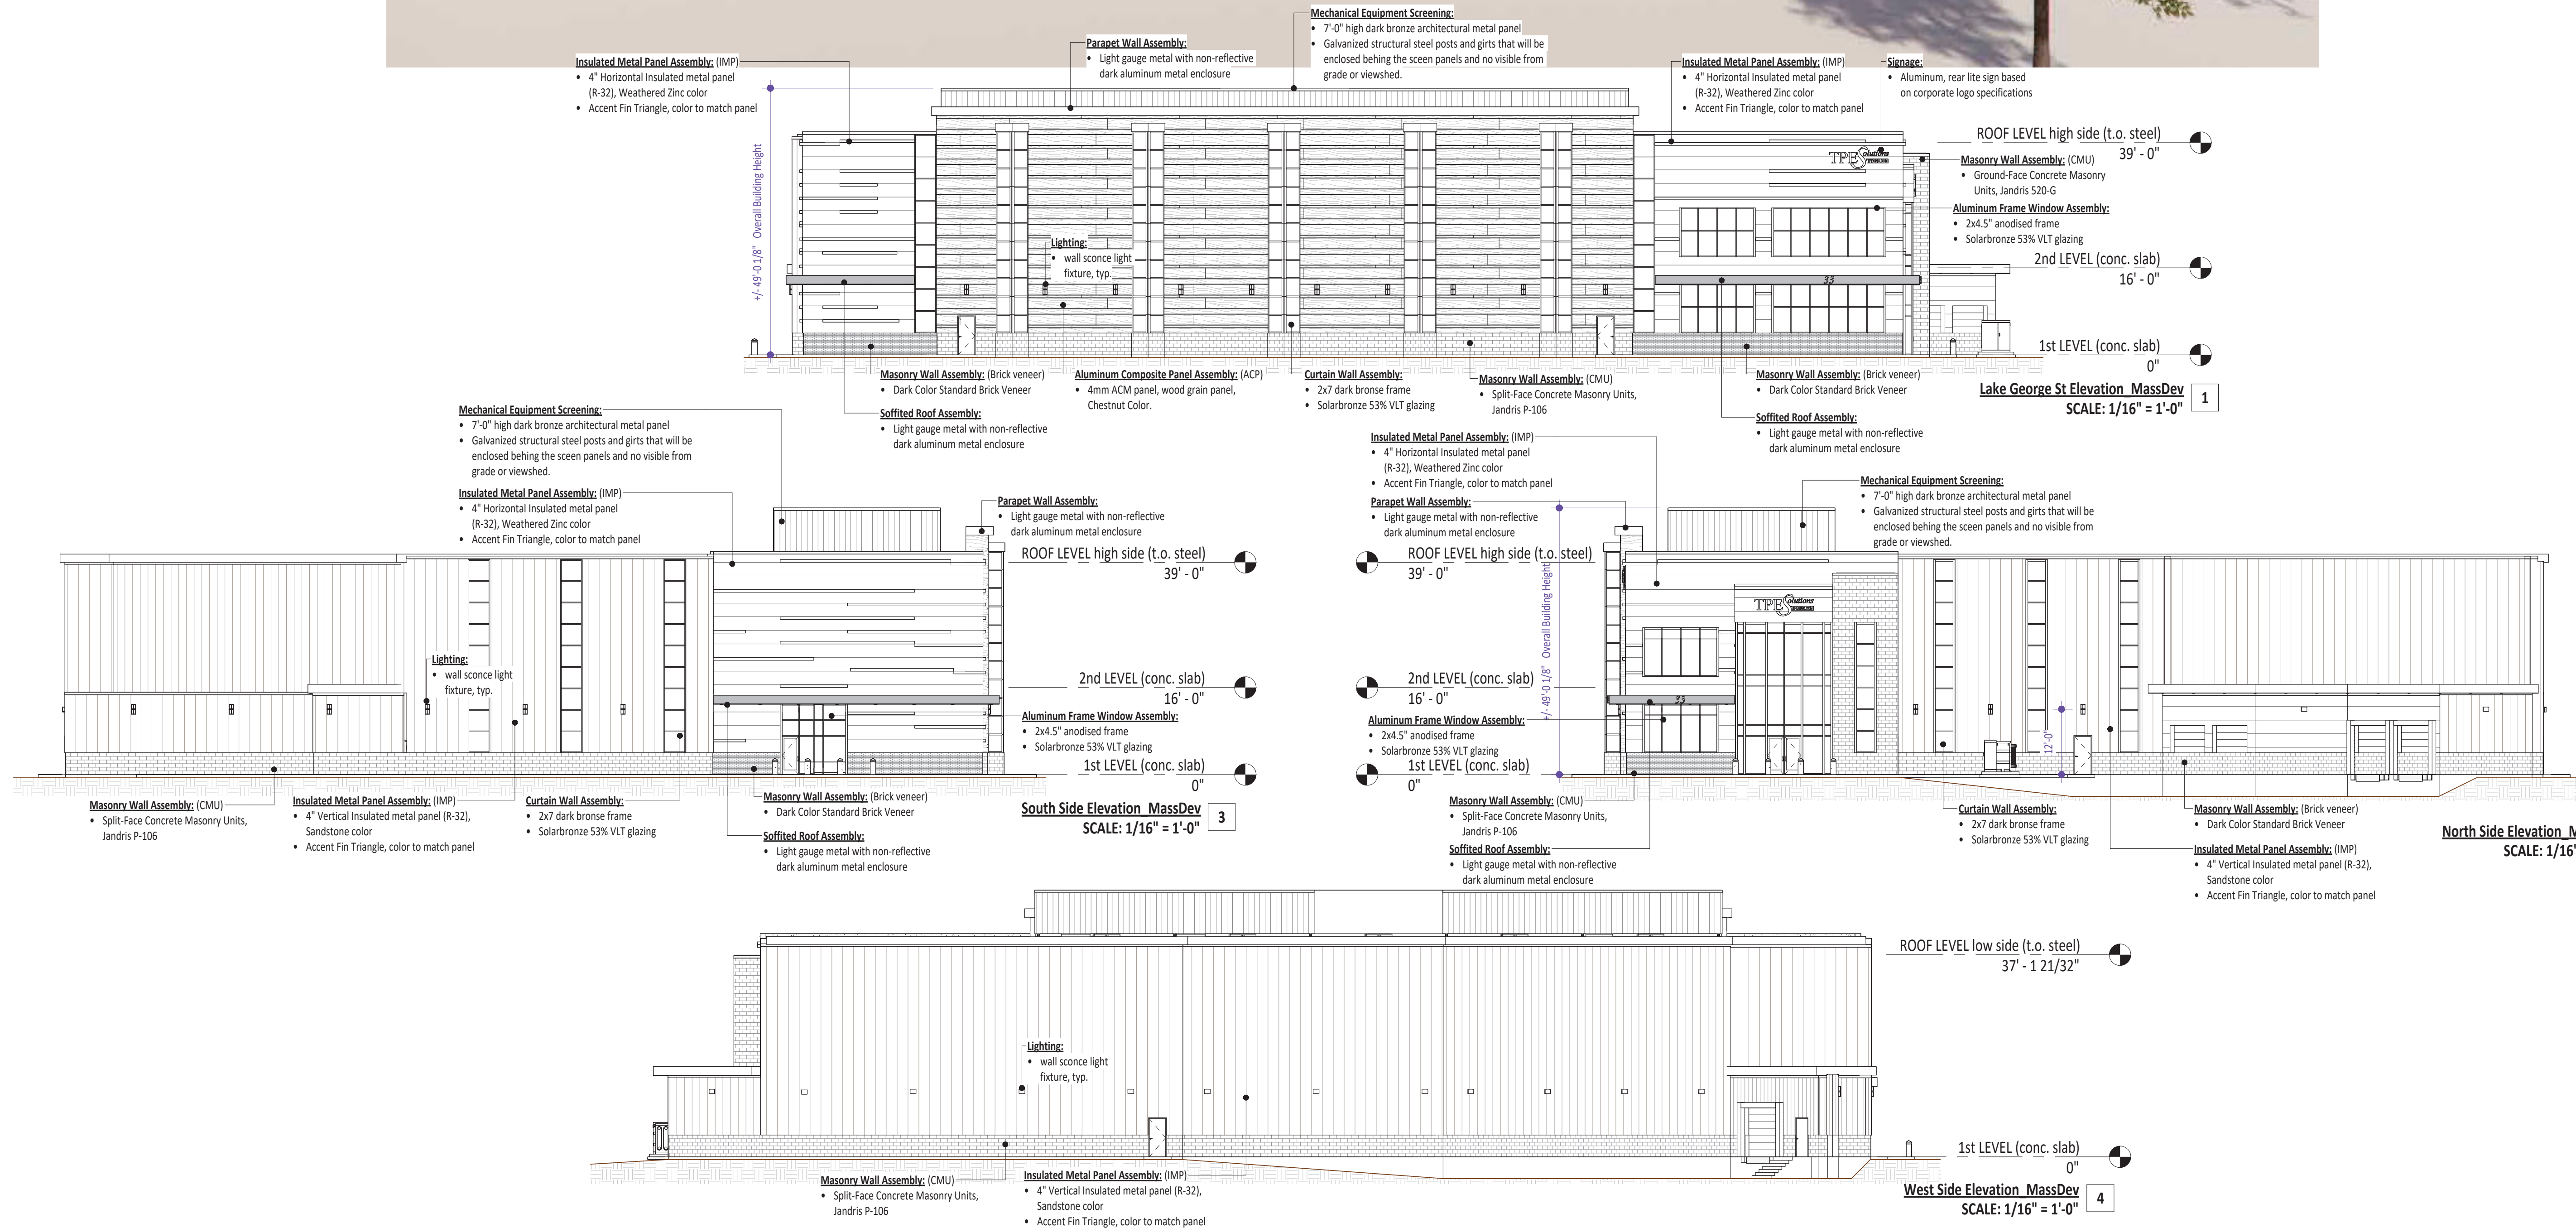 Mechanical Equipment Screening:
• 7'-0" high dark bronze architectural metal panel
• Galvanized structural steel posts and girts that will be
enclosed behing the sceen panels and no visible from
grade or viewshed.
Parapet Wall Assembly:
• Light gauge metal with non-reflective
dark aluminum metal enclosure
Insulated Metal Panel Assembly: (IMP)
• 4" Horizontal Insulated metal panel
(R-32), Weathered Zinc color
• Accent Fin Triangle, color to match panel
Insulated Metal Panel Assembly: (IMP)
• 4" Horizontal Insulated metal panel
(R-32), Weathered Zinc color
• Accent Fin Triangle, color to match panel
Signage:
• Aluminum, rear lite sign based
on corporate logo specifications
ROOF LEVEL high side (t.o. steel)
39' - 0"
TPE Solutions
Masonry Wall Assembly: (CMU)
• Ground-Face Concrete Masonry
Units, Jandris 520-G
Aluminum Frame Window Assembly:
• 2x4.5" anodised frame
• Solarbronze 53% VLT glazing
+/- 49'-0 1/8" Overall Building Height
Lighting:
• wall sconce light
fixture, typ.
2nd LEVEL (conc. slab)
16' - 0"
33
1st LEVEL (conc. slab)
0"
Masonry Wall Assembly: (Brick veneer)
• Dark Color Standard Brick Veneer
Soffited Roof Assembly:
• Light gauge metal with non-reflective
dark aluminum metal enclosure
Aluminum Composite Panel Assembly: (ACP)
• 4mm ACM panel, wood grain panel,
Chestnut Color.
Curtain Wall Assembly:
• 2x7 dark bronse frame
• Solarbronze 53% VLT glazing
Masonry Wall Assembly: (CMU)
• Split-Face Concrete Masonry Units,
Jandris P-106
Masonry Wall Assembly: (Brick veneer)
• Dark Color Standard Brick Veneer
Soffited Roof Assembly:
• Light gauge metal with non-reflective
dark aluminum metal enclosure
Lake George St Elevation_MassDev 1
SCALE: 1/16" = 1'-0"
Mechanical Equipment Screening:
• 7'-0" high dark bronze architectural metal panel
• Galvanized structural steel posts and girts that will be
enclosed behing the sceen panels and no visible from
grade or viewshed.
Insulated Metal Panel Assembly: (IMP)
• 4" Horizontal Insulated metal panel
(R-32), Weathered Zinc color
• Accent Fin Triangle, color to match panel
Parapet Wall Assembly:
• Light gauge metal with non-reflective
dark aluminum metal enclosure
ROOF LEVEL high side (t.o. steel)
39' - 0"
Lighting:
• wall sconce light
fixture, typ.
2nd LEVEL (conc. slab)
16' - 0"
Aluminum Frame Window Assembly:
• 2x4.5" anodised frame
• Solarbronze 53% VLT glazing
1st LEVEL (conc. slab)
0"
Masonry Wall Assembly: (CMU)
• Split-Face Concrete Masonry Units,
Jandris P-106
Insulated Metal Panel Assembly: (IMP)
• 4" Vertical Insulated metal panel (R-32),
Sandstone color
• Accent Fin Triangle, color to match panel
Curtain Wall Assembly:
• 2x7 dark bronse frame
• Solarbronze 53% VLT glazing
Masonry Wall Assembly: (Brick veneer)
• Dark Color Standard Brick Veneer
Soffited Roof Assembly:
• Light gauge metal with non-reflective
dark aluminum metal enclosure
South Side Elevation_MassDev 3
SCALE: 1/16" = 1'-0"
Insulated Metal Panel Assembly: (IMP)
• 4" Horizontal Insulated metal panel
(R-32), Weathered Zinc color
• Accent Fin Triangle, color to match panel
Parapet Wall Assembly:
• Light gauge metal with non-reflective
dark aluminum metal enclosure
Mechanical Equipment Screening:
• 7'-0" high dark bronze architectural metal panel
• Galvanized structural steel posts and girts that will be
enclosed behing the sceen panels and no visible from
grade or viewshed.
ROOF LEVEL high side (t.o. steel)
39' - 0"
+/- 49'-0 1/8" Overall Building Height
TPE Solutions
2nd LEVEL (conc. slab)
16' - 0"
33
Aluminum Frame Window Assembly:
• 2x4.5" anodised frame
• Solarbronze 53% VLT glazing
12'-0"
1st LEVEL (conc. slab)
0"
Masonry Wall Assembly: (CMU)
• Split-Face Concrete Masonry Units,
Jandris P-106
Soffited Roof Assembly:
• Light gauge metal with non-reflective
dark aluminum metal enclosure
Curtain Wall Assembly:
• 2x7 dark bronse frame
• Solarbronze 53% VLT glazing
Masonry Wall Assembly: (Brick veneer)
• Dark Color Standard Brick Veneer
Insulated Metal Panel Assembly: (IMP)
• 4" Vertical Insulated metal panel (R-32),
Sandstone color
• Accent Fin Triangle, color to match panel
North Side Elevation_M
SCALE: 1/16"
ROOF LEVEL low side (t.o. steel)
37' - 1 21/32"
Lighting:
• wall sconce light
fixture, typ.
1st LEVEL (conc. slab)
0"
Masonry Wall Assembly: (CMU)
• Split-Face Concrete Masonry Units,
Jandris P-106
Insulated Metal Panel Assembly: (IMP)
• 4" Vertical Insulated metal panel (R-32),
Sandstone color
• Accent Fin Triangle, color to match panel
West Side Elevation_MassDev 4
SCALE: 1/16" = 1'-0"